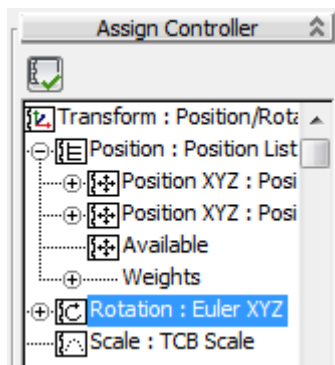 Assign Controller
Transform : Position/Rota
Position : Position List
Position XYZ : Posi
Position XYZ : Posi
Available
Weights
Rotation : Euler XYZ
Scale : TCB Scale